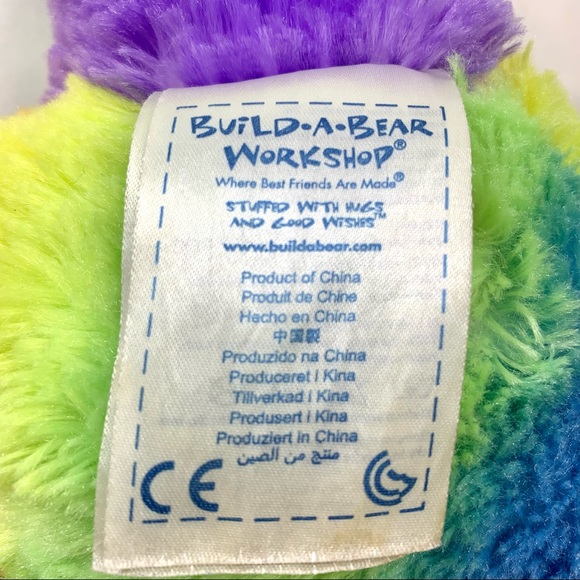 BUILD-A-BEAR
WORKSHOP®
Where Best Friends Are Made®
STUFFED WITH HUGS
AND GOOD WISHES™
www.buildabear.com
Product of China
Produit de Chine
Hecho en China
中国製
Produzido na China
Produceret i Kina
Tillverkad i Kina
Produsert i Kina
Produziert in China
منتج من الصين
CE